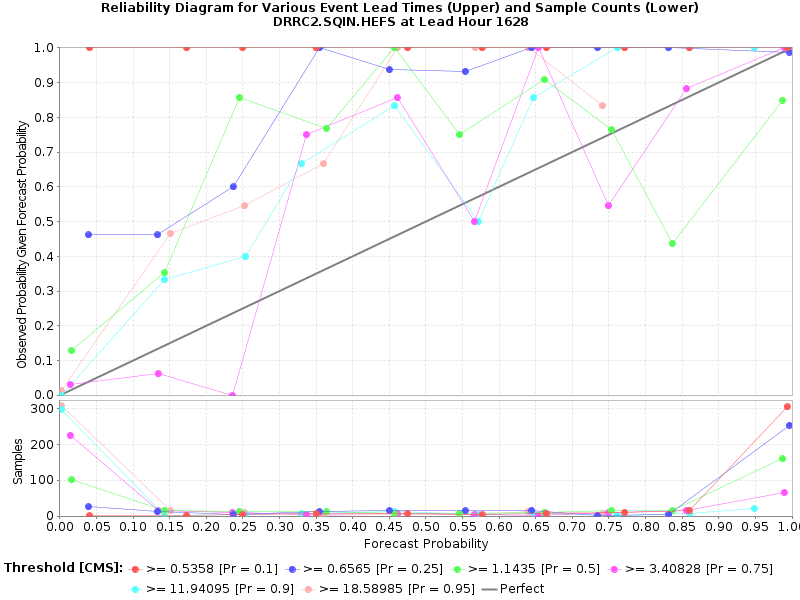 Reliability Diagram for Various Event Lead Times (Upper) and Sample Counts (Lower)
DRRC2.SQIN.HEFS at Lead Hour 1628
Observed Probability Given Forecast Probability
1.0
0.9
0.8
0.7
0.6
0.5
0.4
0.3
0.2
0.1
0.0
Samples
300
200
100
0
0.00 0.05 0.10 0.15 0.20 0.25 0.30 0.35 0.40 0.45 0.50 0.55 0.60 0.65 0.70 0.75 0.80 0.85 0.90 0.95 1.0
Forecast Probability
Threshold [CMS]: >= 0.5358 [Pr = 0.1] >= 0.6565 [Pr = 0.25] >= 1.1435 [Pr = 0.5] >= 3.40828 [Pr = 0.75]
>= 11.94095 [Pr = 0.9] >= 18.58985 [Pr = 0.95] Perfect